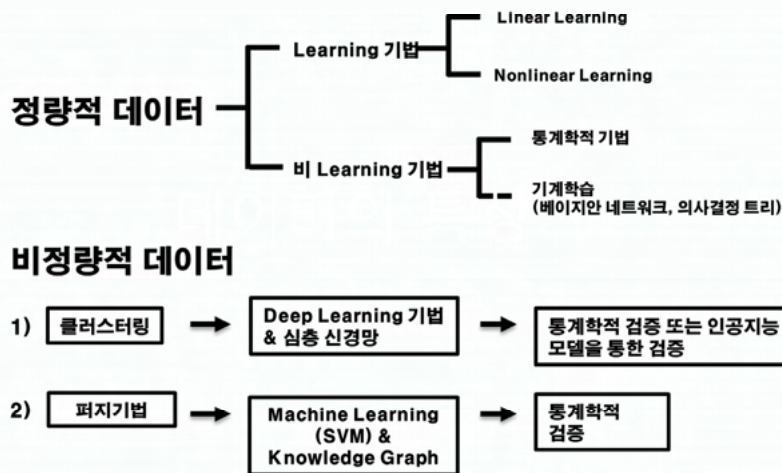 Linear Learning
Learning 기법
Nonlinear Learning
정량적 데이터
통계학적 기법
비 Learning 기법
기계학습
(베이지안 네트워크, 의사결정 트리)
비정량적 데이터
1) 클러스터링
Deep Learning 기법
& 심층 신경망
통계학적 검증 또는 인공지능
모델을 통한 검증
2) 퍼지기법
Machine Learning
(SVM) &
Knowledge Graph
통계학적
검증